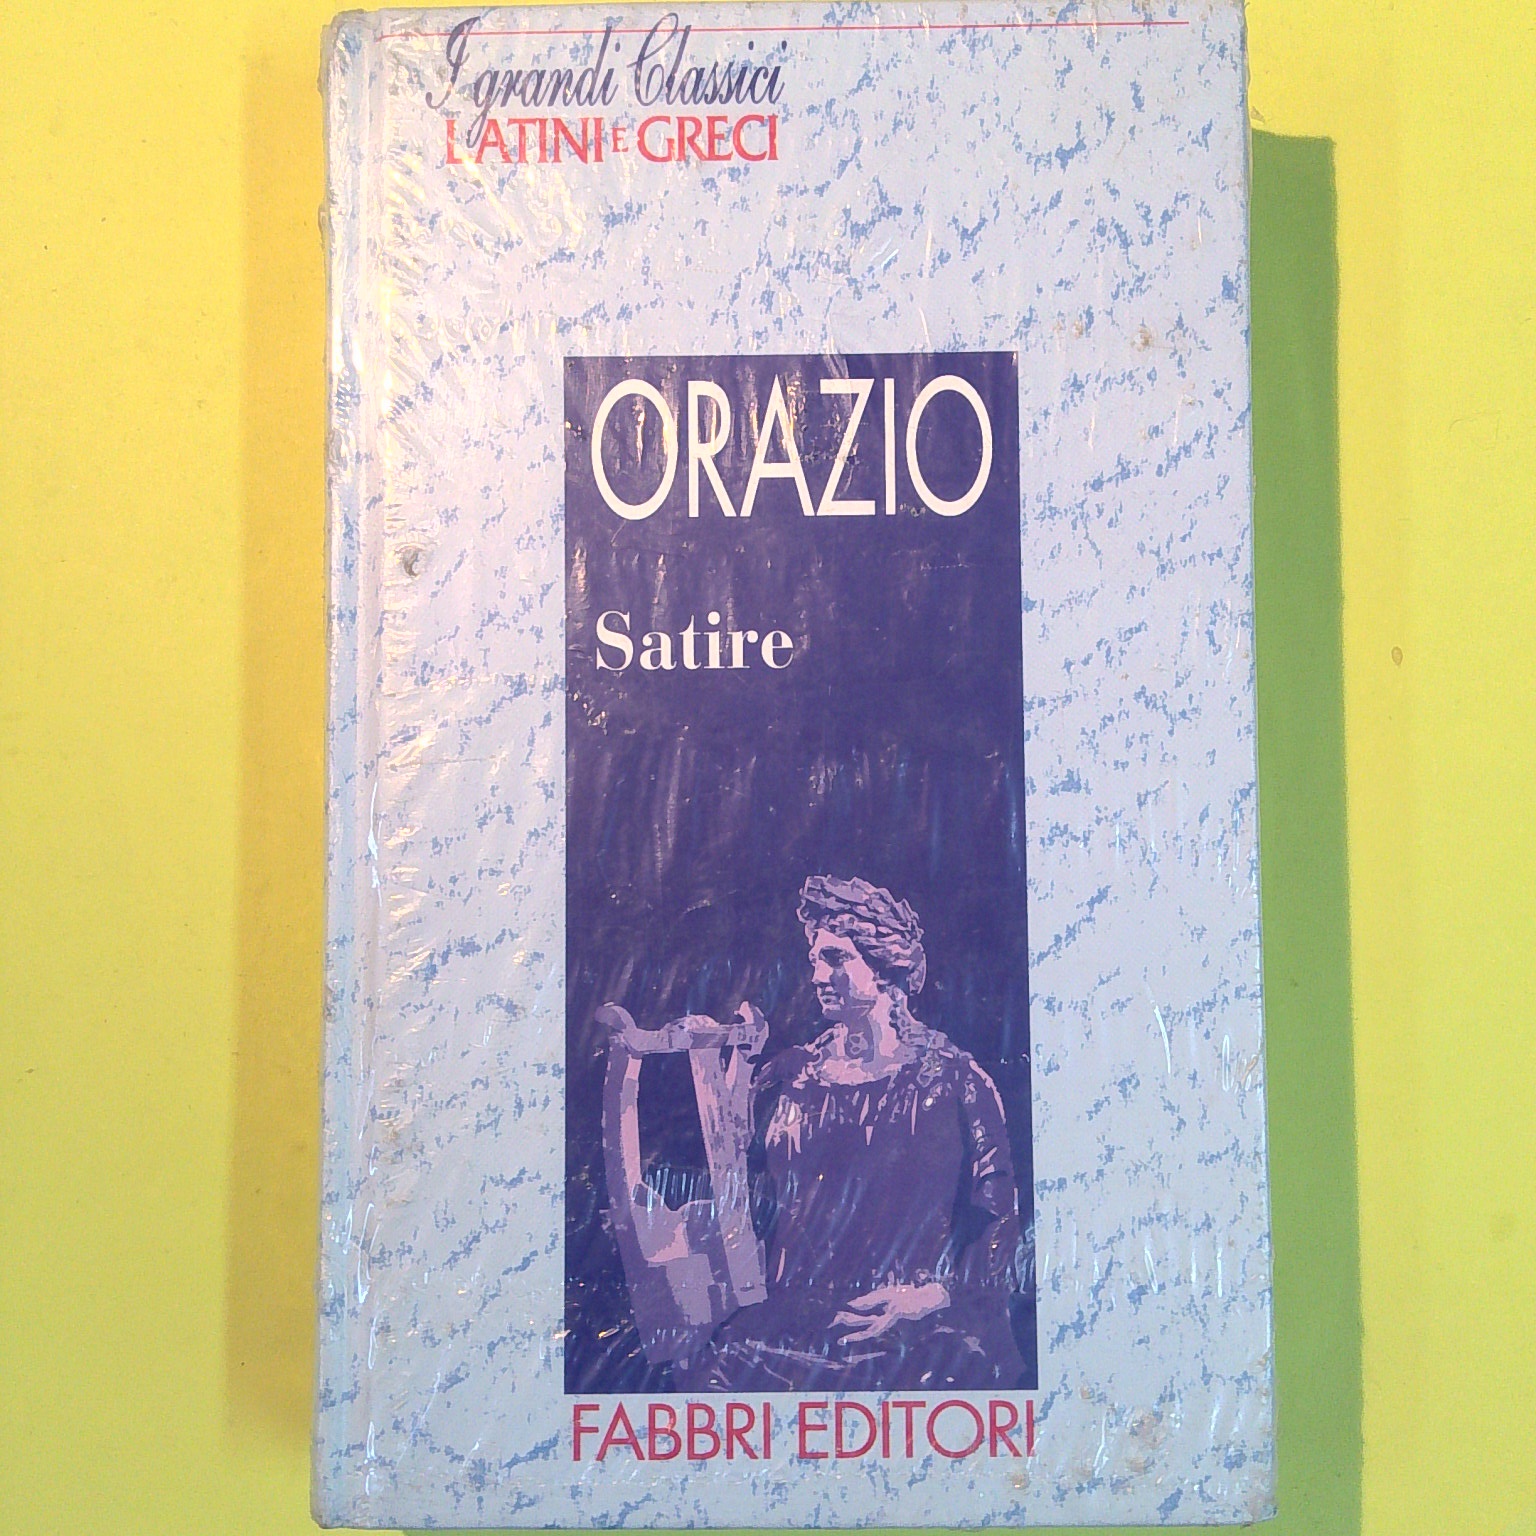 I grandi Classici
LATINI E GRECI
ORAZIO
Satire
FABBRI EDITORI